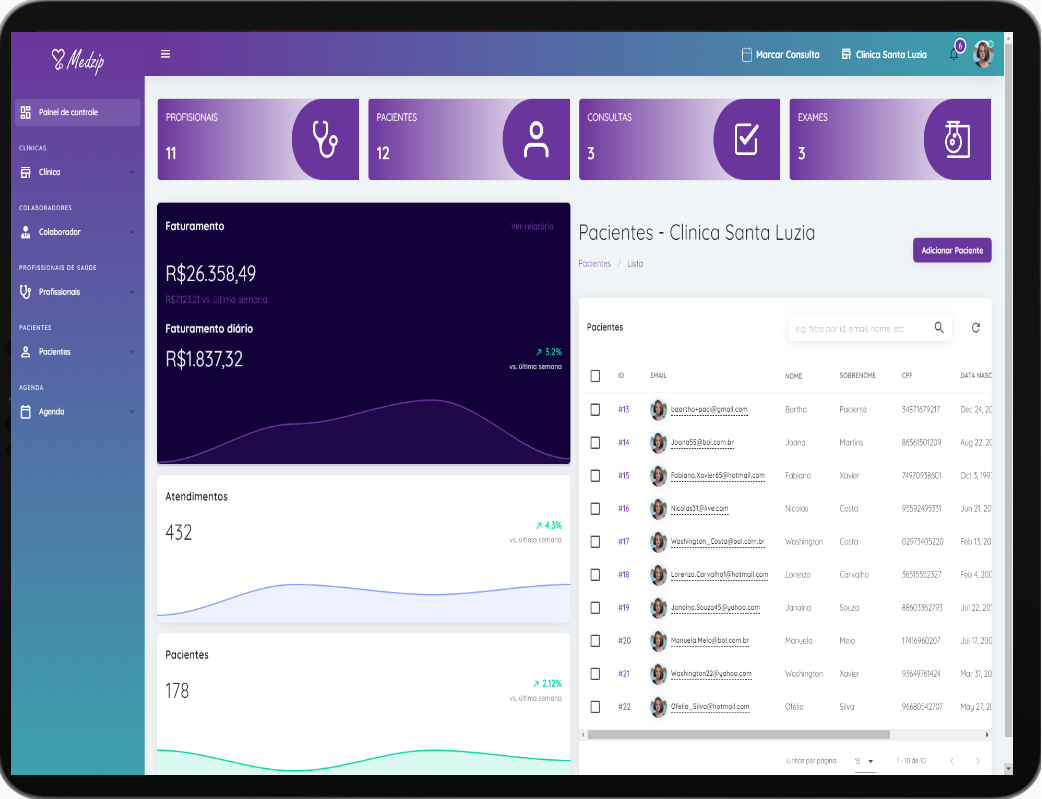 Medzip
Marcar Consulta
Clinica Santa Luzia
6
Painel de controle
CLÍNICAS
Clínica
COLABORADORES
Colaborador
PROFISSIONAIS DE SAÚDE
Profissionais
PACIENTES
Pacientes
AGENDA
Agenda
PROFISIONAIS
11
PACIENTES
12
CONSULTAS
3
EXAMES
3
Faturamento
Ver relatório
R$26.358,49
R$7.123,21 vs. última semana
Faturamento diário
R$1.837,32
3.2%
vs. última semana
Atendimentos
432
4.3%
vs. última semana
Pacientes
178
2.12%
vs. última semana
Pacientes - Clinica Santa Luzia
Pacientes / Lista
Adicionar Paciente
Pacientes
e.g. filtre por id, email, nome, etc
ID EMAIL NOME SOBRENOME CPF DATA NASC
#13 baartho+paci@gmail.com Bartho Paciente 34871679217 Dec 24, 20
#14 Joana55@bol.com.br Joana Martins 86561501209 Aug 22, 20
#15 Fabiano.Xavier65@hotmail.com Fabiano Xavier 74970938601 Oct 3, 199
#16 Nicolas31@live.com Nicolas Costa 95592495331 Jun 21, 20
#17 Washington_Costa@bol.com.br Washington Costa 02973405220 Feb 13, 20
#18 Lorenzo.Carvalho1@hotmail.com Lorenzo Carvalho 36515552327 Feb 4, 200
#19 Janaina.Souza45@yahoo.com Janaína Souza 88603362793 Jul 22, 20
#20 Manuela.Melo@bol.com.br Manuela Melo 17416960207 Jul 17, 200
#21 Washington22@yahoo.com Washington Xavier 93649761424 Mar 31, 20
#22 Ofelia_Silva@hotmail.com Ofélia Silva 96680542707 May 27, 20
Linhas por página: 15 1 - 10 de 10